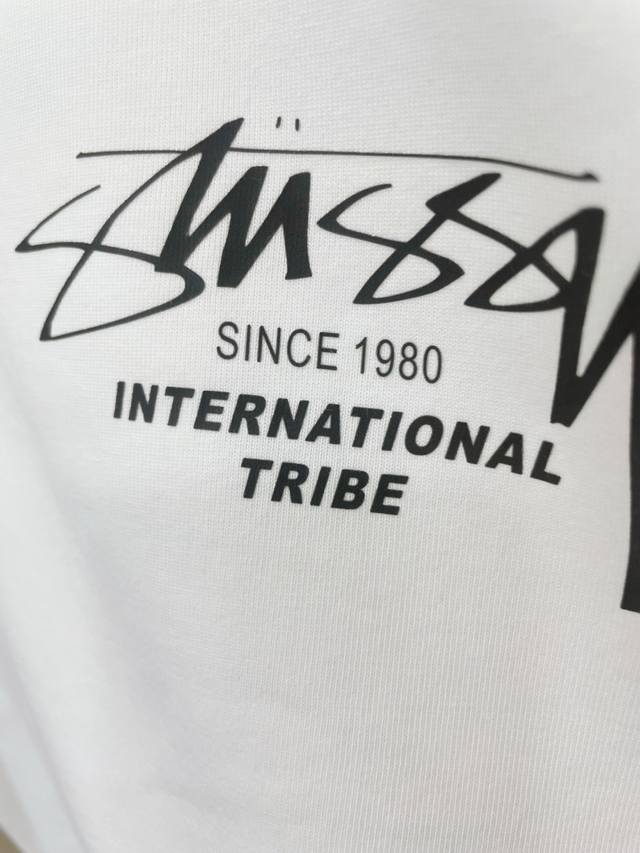 Stüssy
SINCE 1980
INTERNATIONAL
TRIBE